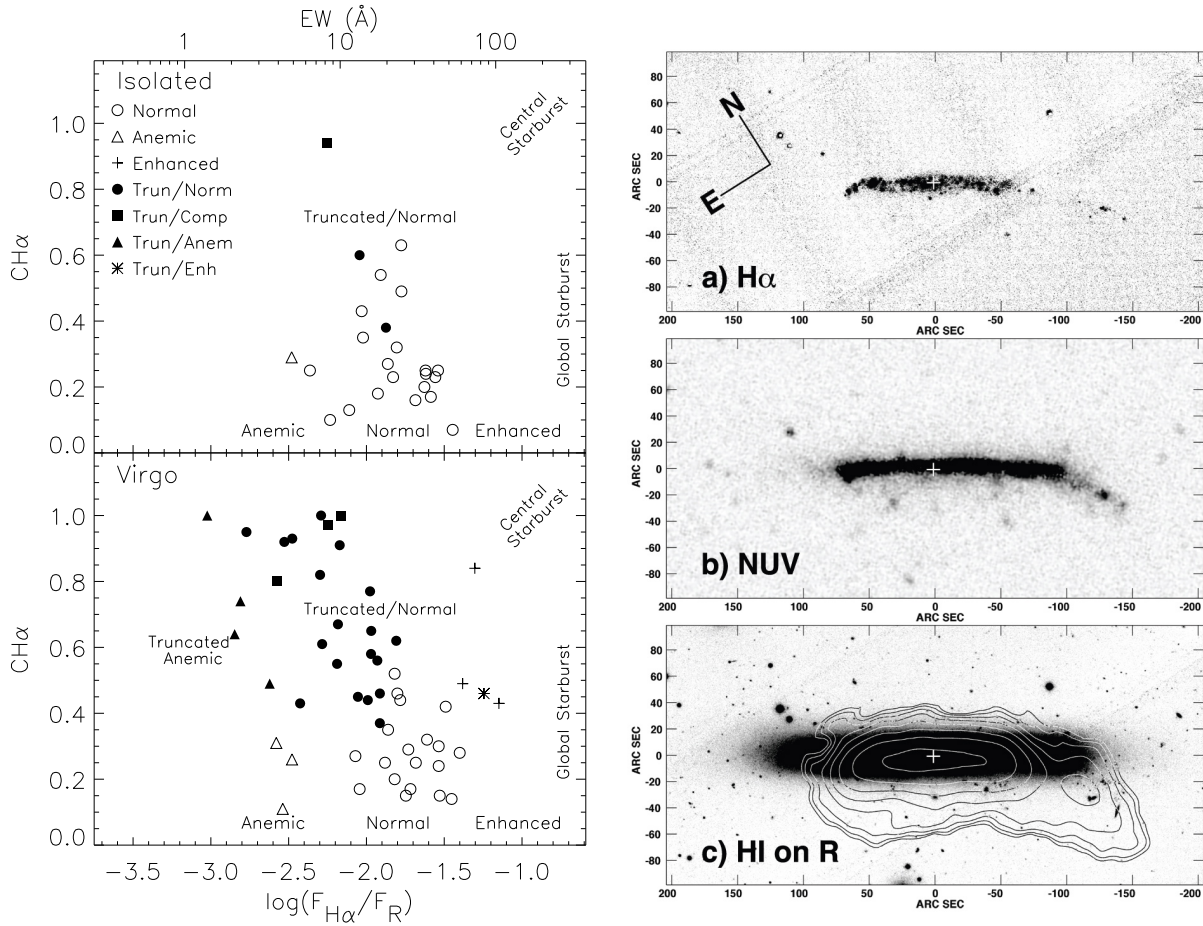 EW (Å)
1 10 100
Isolated
○ Normal
△ Anemic
+ Enhanced
● Trun/Norm
■ Trun/Comp
▲ Trun/Anem
✳ Trun/Enh
Central
Starburst
Truncated/Normal
Global Starburst
Anemic Normal Enhanced
CHα
1.0
0.8
0.6
0.4
0.2
0.0
Virgo
Central
Starburst
Truncated/Normal
Truncated
Anemic
Global Starburst
Anemic Normal Enhanced
CHα
1.0
0.8
0.6
0.4
0.2
0.0
−3.5 −3.0 −2.5 −2.0 −1.5 −1.0
log(F_Hα/F_R)
ARC SEC
80
60
40
20
0
-20
-40
-60
-80
N
E
a) Hα
200 150 100 50 0 -50 -100 -150 -200
ARC SEC
ARC SEC
80
60
40
20
0
-20
-40
-60
-80
b) NUV
200 150 100 50 0 -50 -100 -150 -200
ARC SEC
ARC SEC
80
60
40
20
0
-20
-40
-60
-80
c) HI on R
200 150 100 50 0 -50 -100 -150 -200
ARC SEC